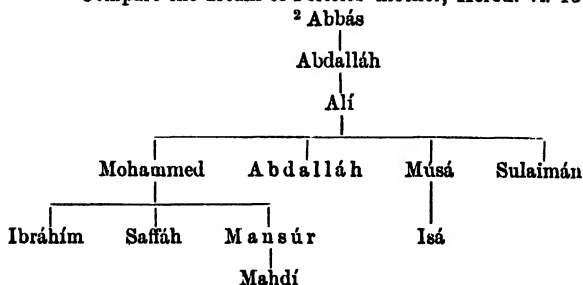 ² Abbás
Abdalláh
Alí
Mohammed Abdalláh Músá Sulaimán
Ibráhím Saffáh Mansúr Isá
Mahdí